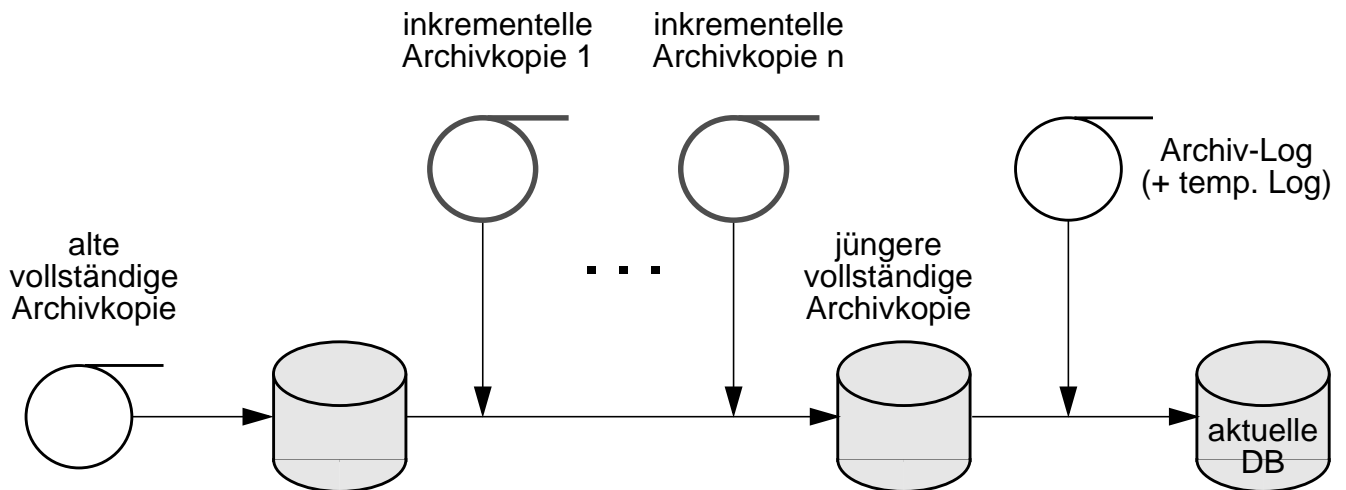 inkrementelle
Archivkopie 1
inkrementelle
Archivkopie n
Archiv-Log
(+ temp. Log)
alte
vollständige
Archivkopie
. . .
jüngere
vollständige
Archivkopie
aktuelle
DB